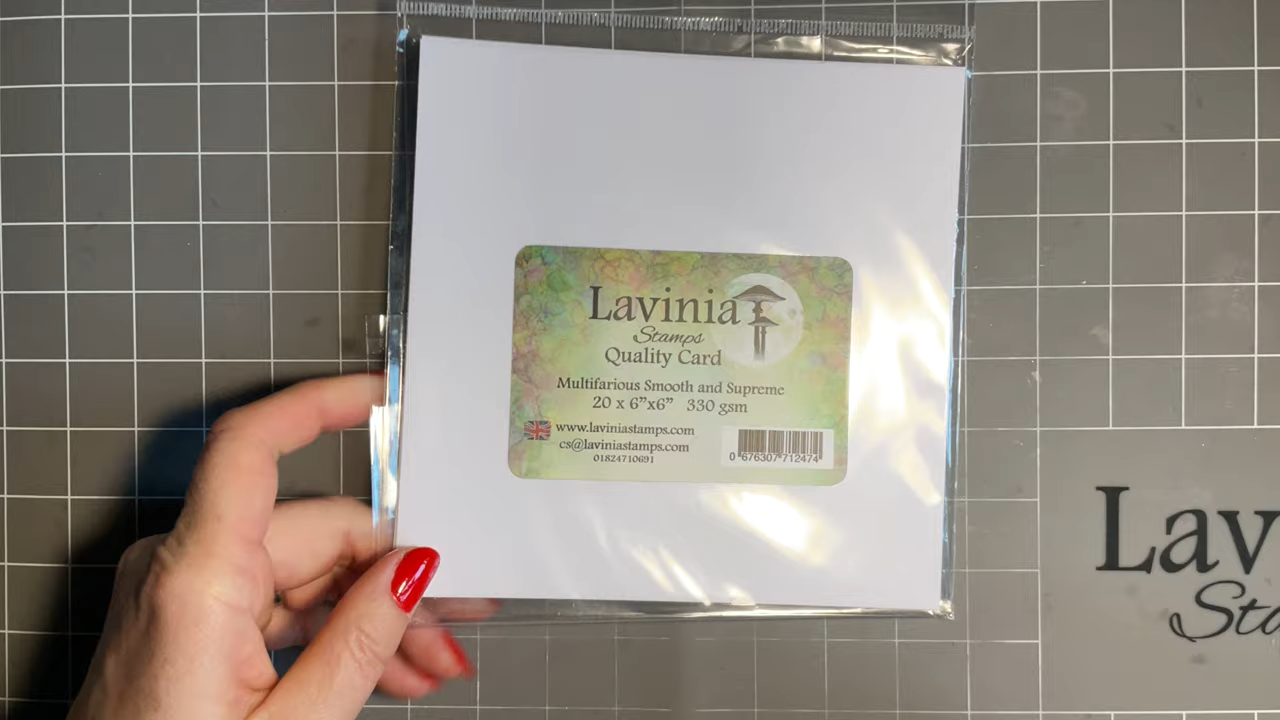 Lavinia
Stamps
Quality Card
Multifarious Smooth and Supreme
20 x 6”x6” 330 gsm
www.laviniastamps.com
cs@laviniastamps.com
01824710691
0 676307 712474
Lav
Sta